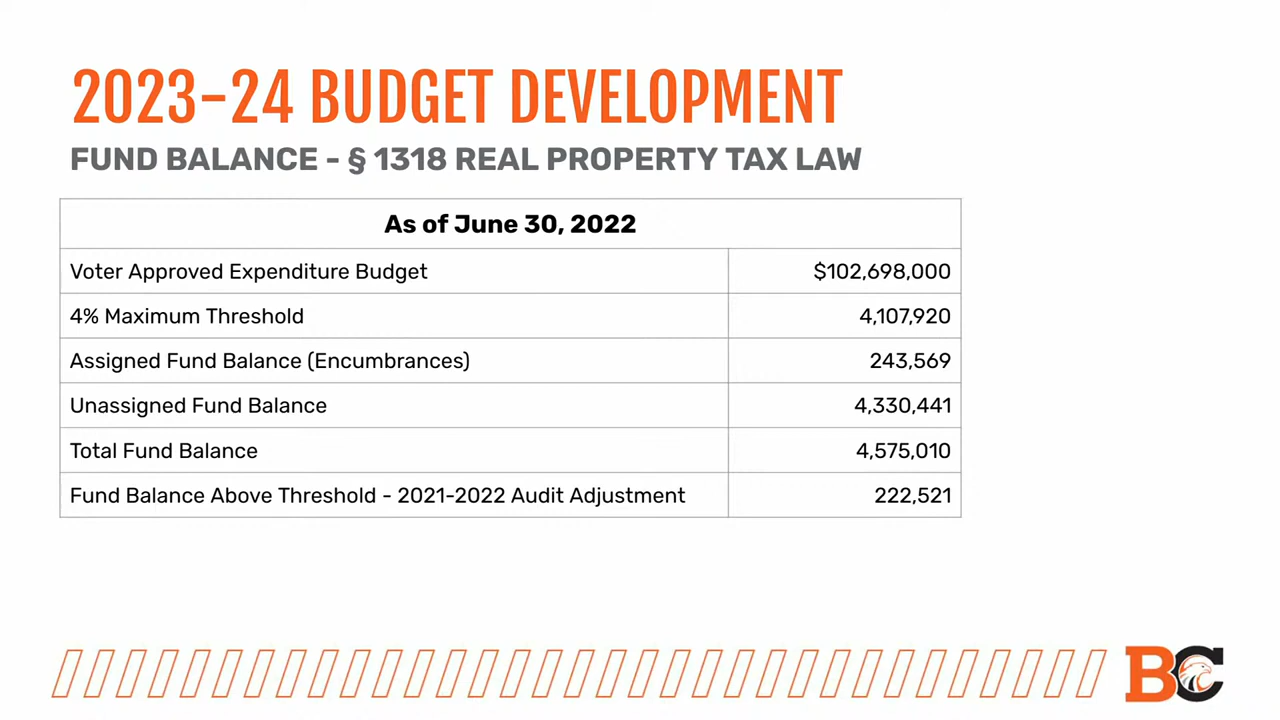 2023-24 BUDGET DEVELOPMENT
FUND BALANCE - § 1318 REAL PROPERTY TAX LAW
As of June 30, 2022
Voter Approved Expenditure Budget $102,698,000
4% Maximum Threshold 4,107,920
Assigned Fund Balance (Encumbrances) 243,569
Unassigned Fund Balance 4,330,441
Total Fund Balance 4,575,010
Fund Balance Above Threshold - 2021-2022 Audit Adjustment 222,521
BC